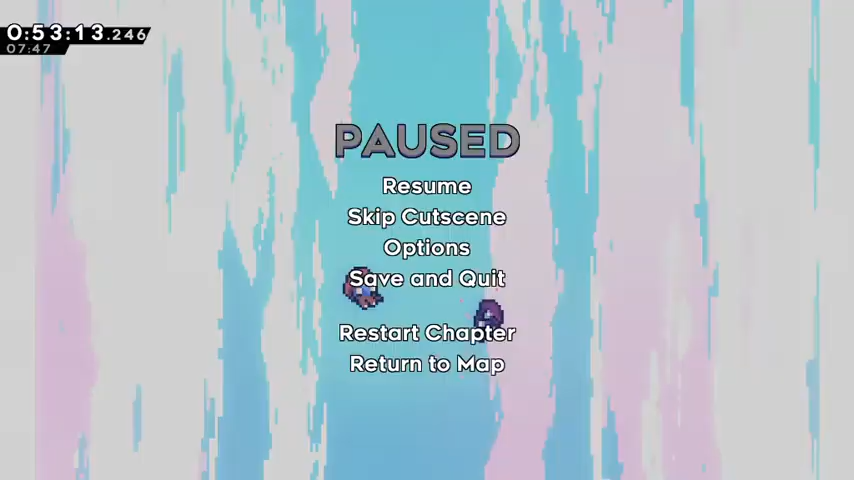 0:53:13.246
07:47
PAUSED
Resume
Skip Cutscene
Options
Save and Quit
Restart Chapter
Return to Map